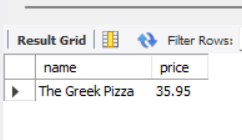 Result Grid Filter Rows:
name price
The Greek Pizza 35.95